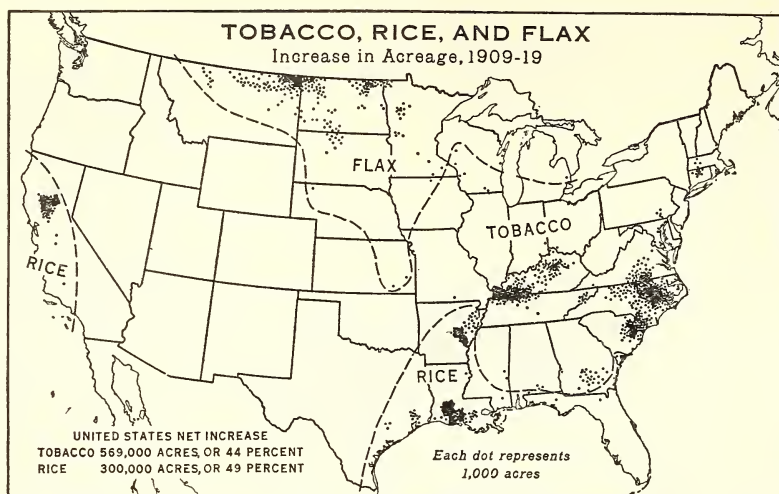 TOBACCO, RICE, AND FLAX
Increase in Acreage, 1909-19
FLAX
TOBACCO
RICE
RICE
UNITED STATES NET INCREASE
TOBACCO 569,000 ACRES, OR 44 PERCENT
RICE 300,000 ACRES, OR 49 PERCENT
Each dot represents
1,000 acres